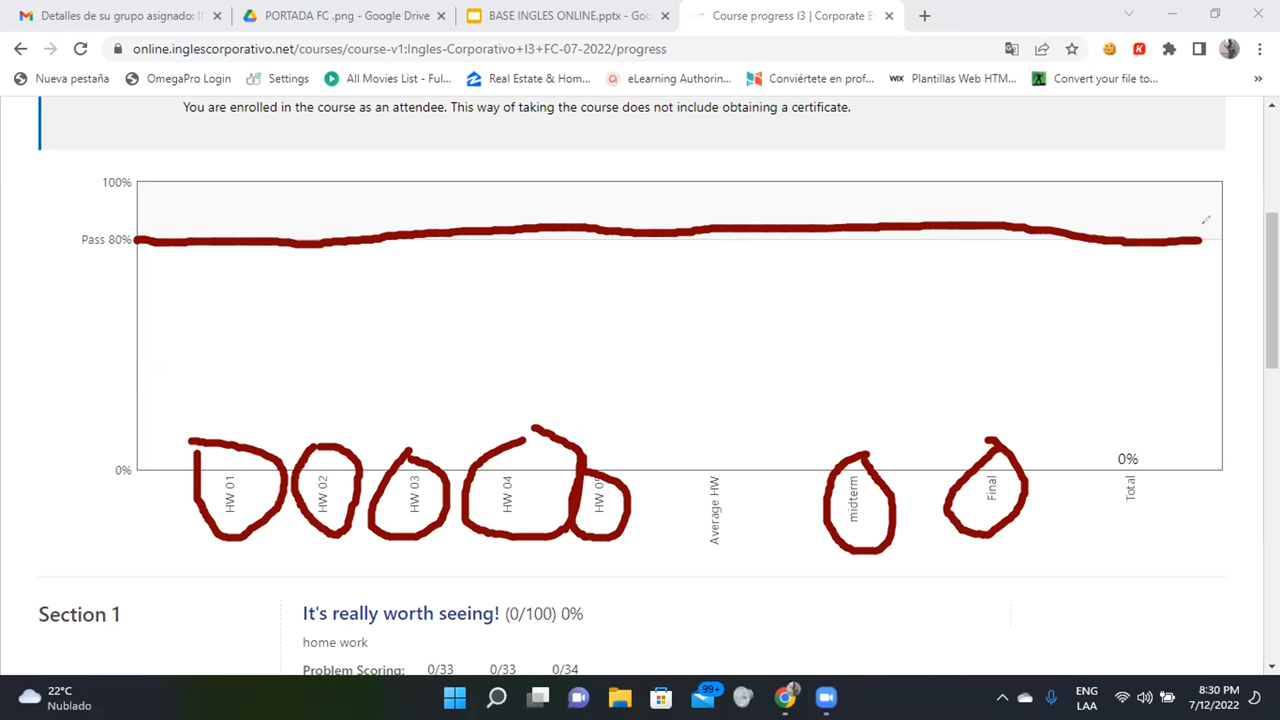 Detalles de su grupo asignado: I
PORTADA FC .png - Google Drive
BASE INGLES ONLINE.pptx - Goo
Course progress I3 | Corporate E
online.inglescorporativo.net/courses/course-v1:Ingles-Corporativo+I3+FC-07-2022/progress
Nueva pestaña
OmegaPro Login
Settings
All Movies List - Ful...
Real Estate & Hom...
eLearning Authorin...
Conviértete en prof...
WIX Plantillas Web HTM...
Convert your file to...
You are enrolled in the course as an attendee. This way of taking the course does not include obtaining a certificate.
100%
Pass 80%
0%
0%
HW 01
HW 02
HW 03
HW 04
HW 05
Average HW
midterm
Final
Total
Section 1
It's really worth seeing! (0/100) 0%
home work
Problem Scoring: 0/33 0/33 0/34
22°C
Nublado
99+
ENG
LAA
8:30 PM
7/12/2022